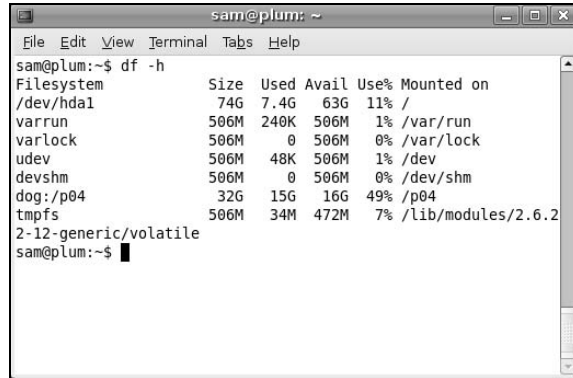 sam@plum: ~
File Edit View Terminal Tabs Help
sam@plum:~$ df -h
Filesystem Size Used Avail Use% Mounted on
/dev/hda1 74G 7.4G 63G 11% /
varrun 506M 240K 506M 1% /var/run
varlock 506M 0 506M 0% /var/lock
udev 506M 48K 506M 1% /dev
devshm 506M 0 506M 0% /dev/shm
dog:/p04 32G 15G 16G 49% /p04
tmpfs 506M 34M 472M 7% /lib/modules/2.6.2
2-12-generic/volatile
sam@plum:~$